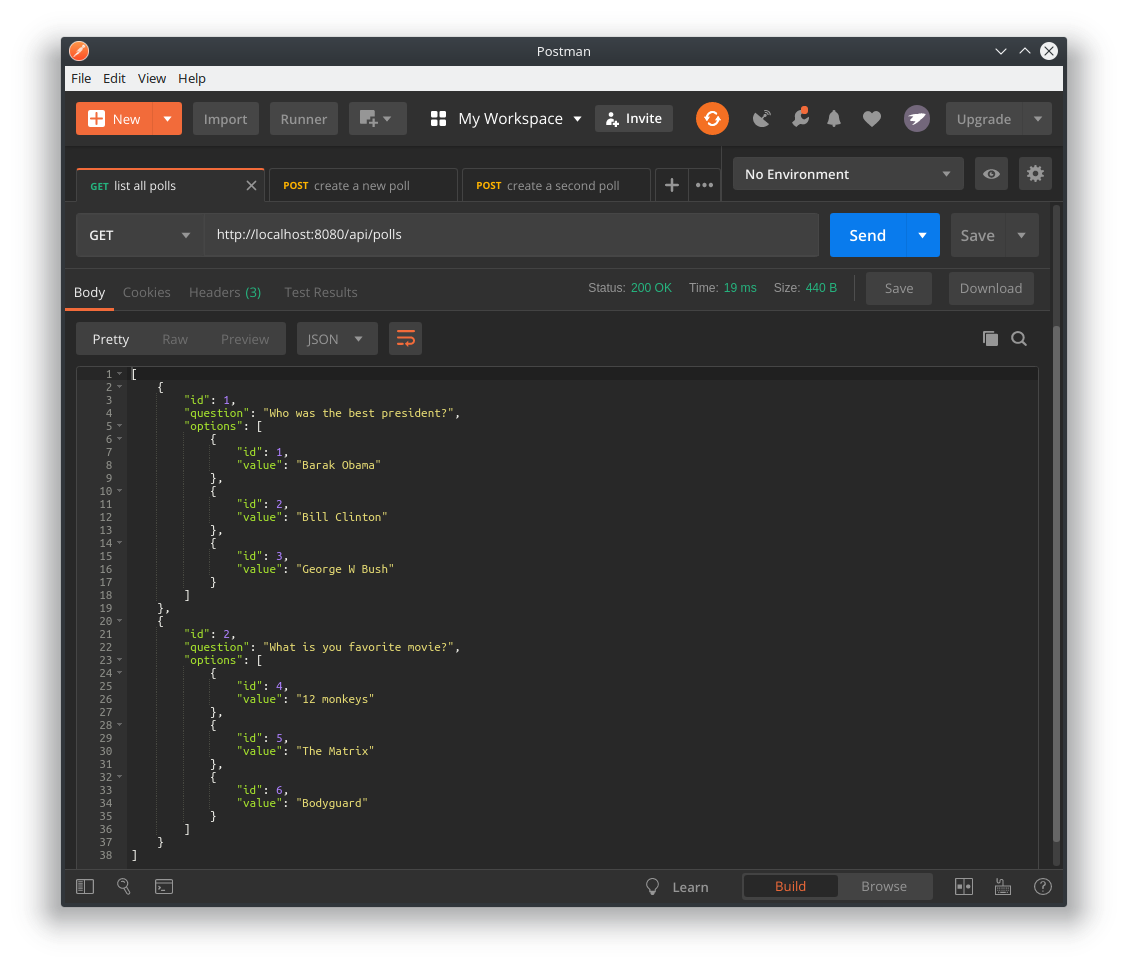 Postman
File Edit View Help
New Import Runner My Workspace Invite Upgrade
GET list all polls POST create a new poll POST create a second poll No Environment
GET http://localhost:8080/api/polls Send Save
Body Cookies Headers (3) Test Results Status: 200 OK Time: 19 ms Size: 440 B Save Download
Pretty Raw Preview JSON
1 [
2 {
3 "id": 1,
4 "question": "Who was the best president?",
5 "options": [
6 {
7 "id": 1,
8 "value": "Barak Obama"
9 },
10 {
11 "id": 2,
12 "value": "Bill Clinton"
13 },
14 {
15 "id": 3,
16 "value": "George W Bush"
17 }
18 ]
19 },
20 {
21 "id": 2,
22 "question": "What is you favorite movie?",
23 "options": [
24 {
25 "id": 4,
26 "value": "12 monkeys"
27 },
28 {
29 "id": 5,
30 "value": "The Matrix"
31 },
32 {
33 "id": 6,
34 "value": "Bodyguard"
35 }
36 ]
37 }
38 ]
Learn Build Browse